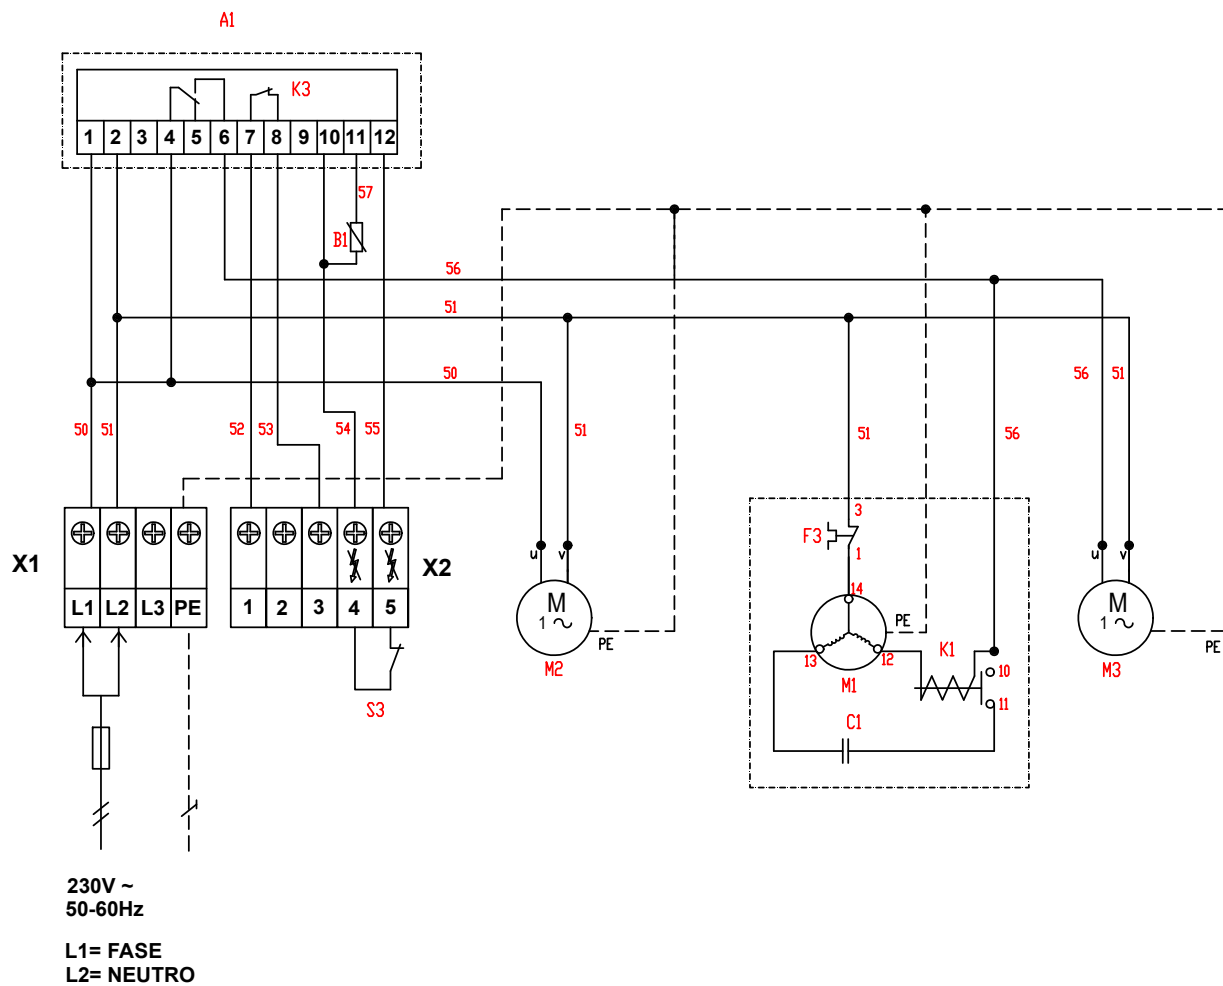 A1
K3
1 2 3 4 5 6 7 8 9 10 11 12
57
B1
56
51
50
56 51
50 51 52 53 54 55 51 51 56
3
F3
1
X1
X2
u v
u v
14
L1 L2 L3 PE 1 2 3 4 5
M
1 ~
M
1 ~
PE
PE
PE
13 12
K1
10
M2
M1
M3
11
S3
C1
230V ~
50-60Hz
L1= FASE
L2= NEUTRO